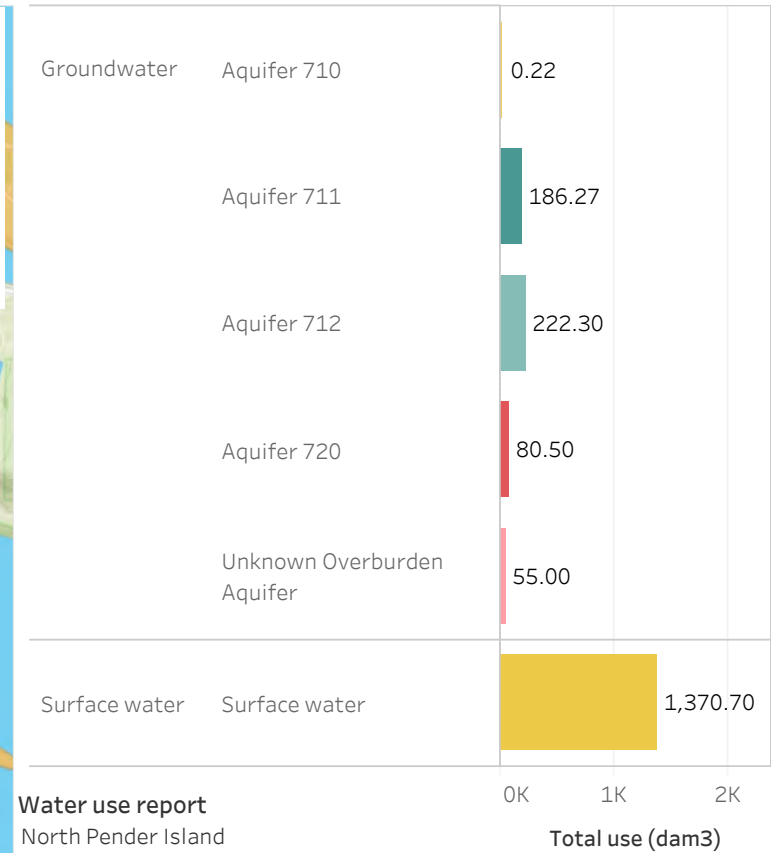 Groundwater Aquifer 710 0.22
Aquifer 711 186.27
Aquifer 712 222.30
Aquifer 720 80.50
Unknown Overburden
Aquifer
55.00
Surface water Surface water 1,370.70
0K 1K 2K
Total use (dam3)
Water use report
North Pender Island